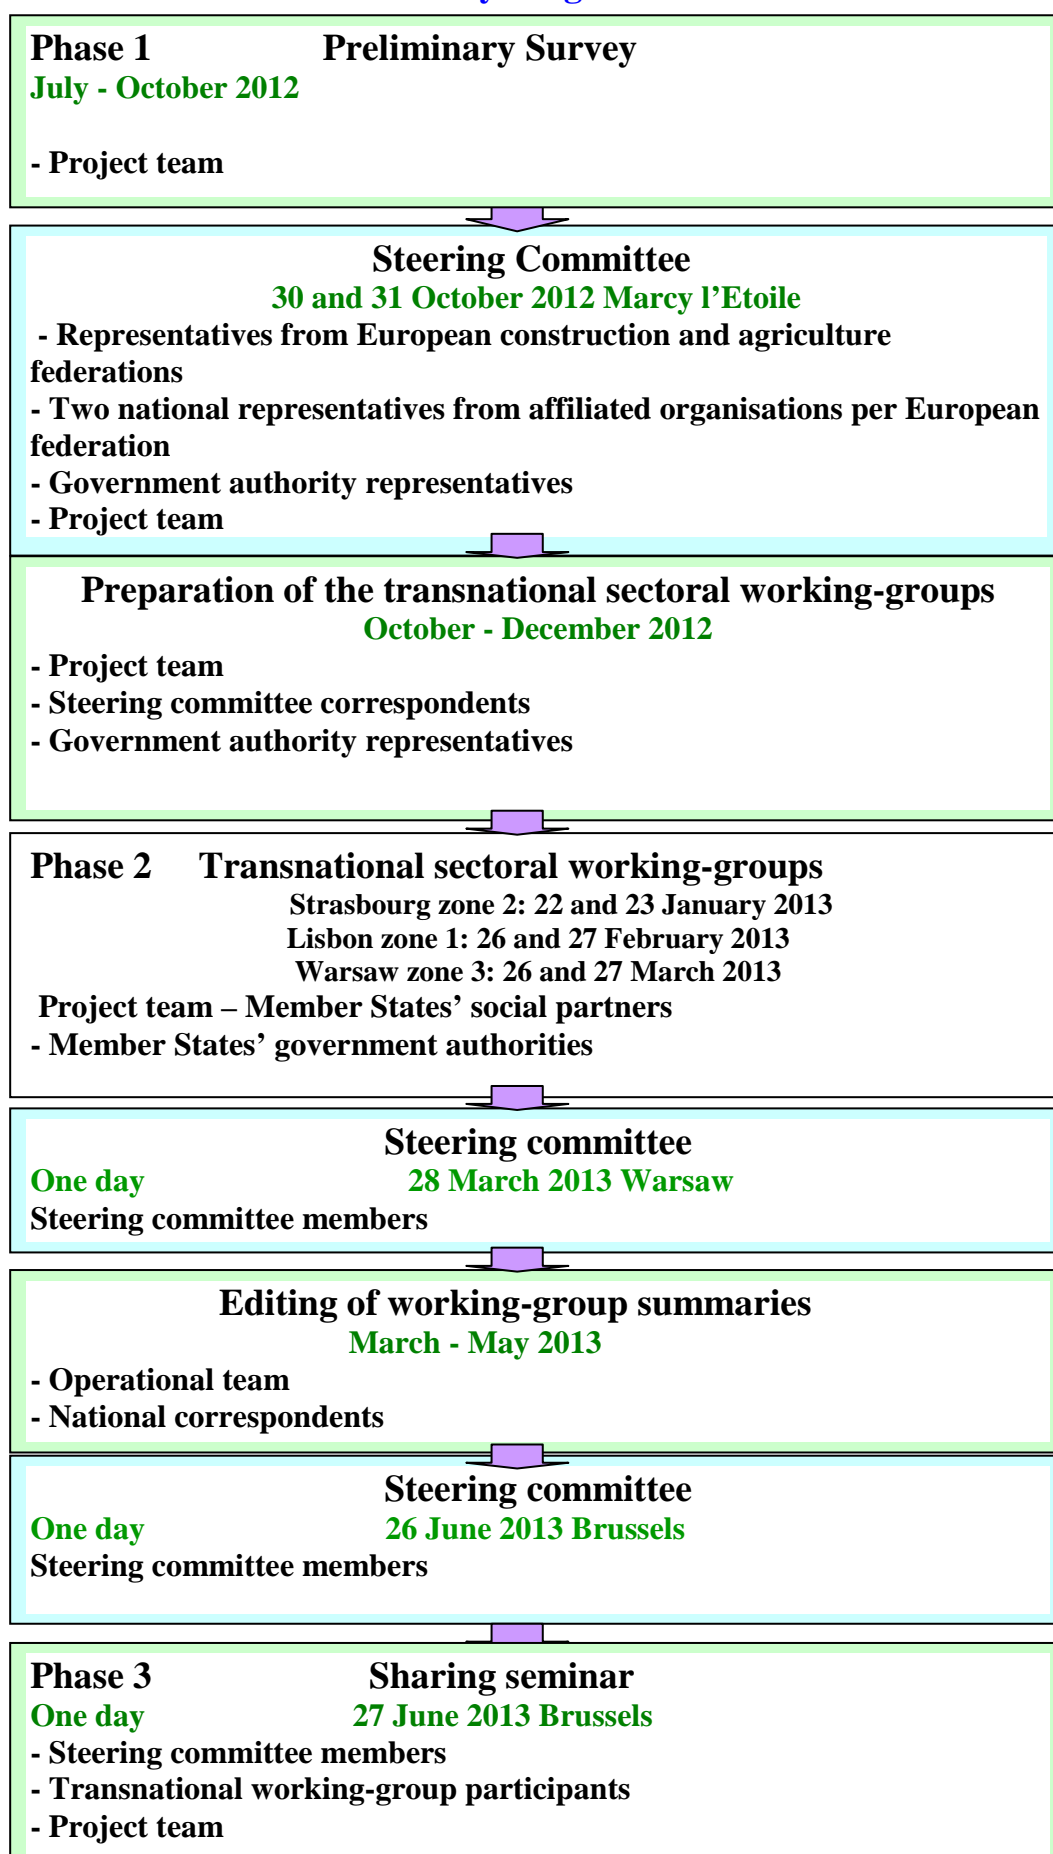 Phase 1 Preliminary Survey
July - October 2012
- Project team
Steering Committee
30 and 31 October 2012 Marcy l’Etoile
- Representatives from European construction and agriculture
federations
- Two national representatives from affiliated organisations per European
federation
- Government authority representatives
- Project team
Preparation of the transnational sectoral working-groups
October - December 2012
- Project team
- Steering committee correspondents
- Government authority representatives
Phase 2 Transnational sectoral working-groups
Strasbourg zone 2: 22 and 23 January 2013
Lisbon zone 1: 26 and 27 February 2013
Warsaw zone 3: 26 and 27 March 2013
Project team – Member States’ social partners
- Member States’ government authorities
Steering committee
One day 28 March 2013 Warsaw
Steering committee members
Editing of working-group summaries
March - May 2013
- Operational team
- National correspondents
Steering committee
One day 26 June 2013 Brussels
Steering committee members
Phase 3 Sharing seminar
One day 27 June 2013 Brussels
- Steering committee members
- Transnational working-group participants
- Project team